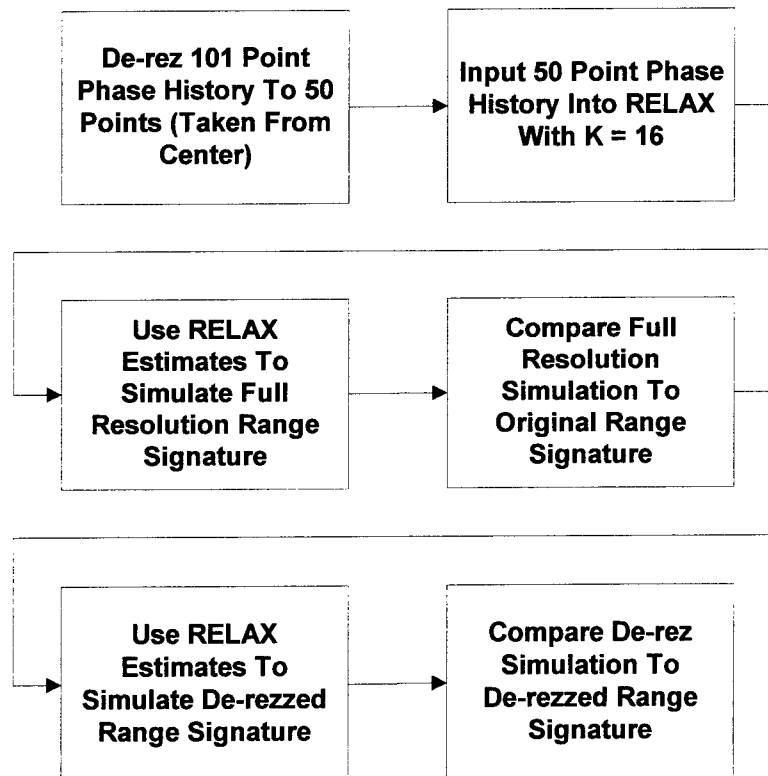 De-rez 101 Point
Phase History To 50
Points (Taken From
Center)
Input 50 Point Phase
History Into RELAX
With K = 16
Use RELAX
Estimates To
Simulate Full
Resolution Range
Signature
Compare Full
Resolution
Simulation To
Original Range
Signature
Use RELAX
Estimates To
Simulate De-rezzed
Range Signature
Compare De-rez
Simulation To
De-rezzed Range
Signature